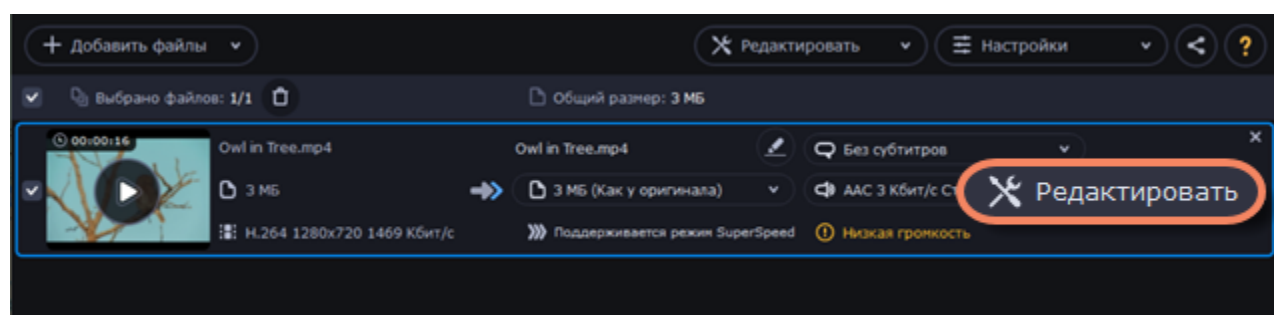 Добавить файлы Редактировать Настройки ?
Выбрано файлов: 1/1 Общий размер: 3 МБ
00:00:16 Owl in Tree.mp4 Owl in Tree.mp4 Без субтитров
3 МБ 3 МБ (Как у оригинала) AAC 3 Кбит/с Редактировать
H.264 1280x720 1469 Кбит/с Поддерживается режим SuperSpeed Низкая громкость